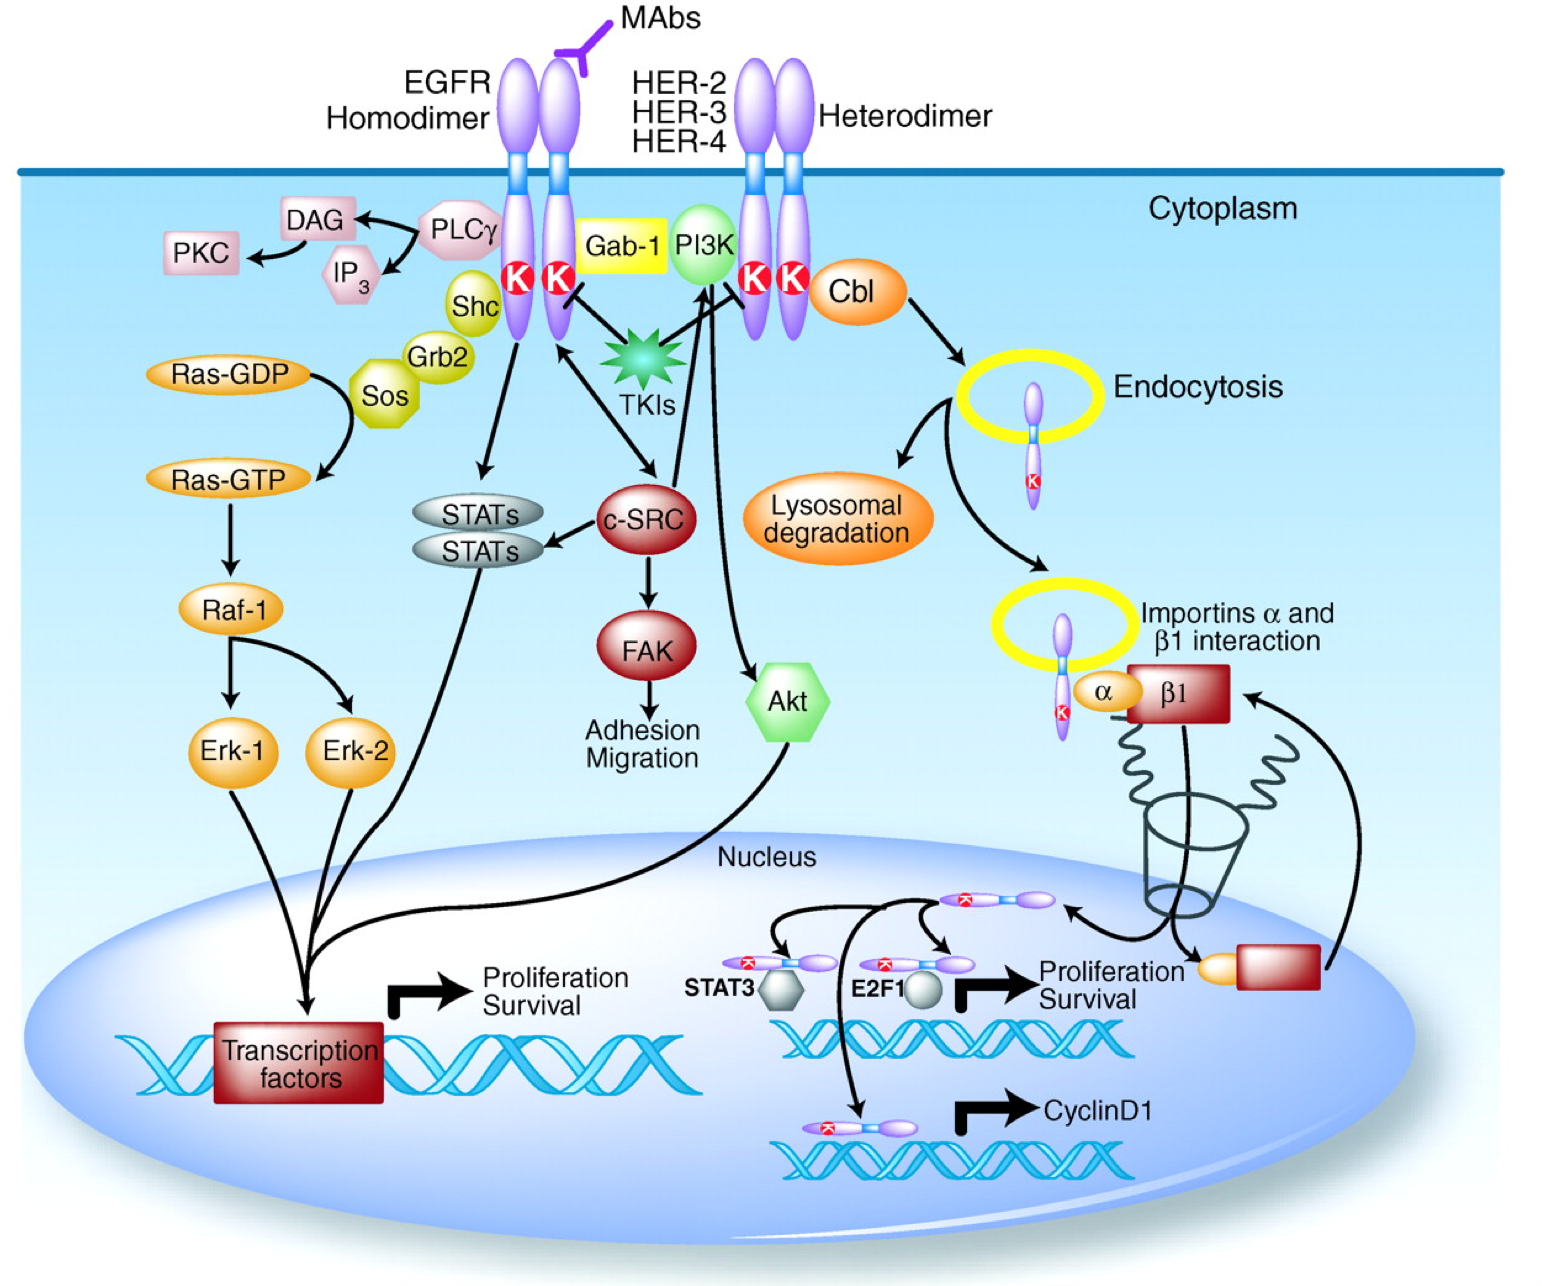 MAbs
EGFR
Homodimer
HER-2
HER-3
HER-4
Heterodimer
Cytoplasm
DAG
PLCγ
PKC
IP3
Gab-1
PI3K
K
K
K
K
Cbl
Shc
Grb2
Sos
Ras-GDP
TKIs
Endocytosis
K
Ras-GTP
STATs
STATs
c-SRC
Lysosomal
degradation
Raf-1
FAK
Importins α and
β1 interaction
α
β1
K
Erk-1
Erk-2
Adhesion
Migration
Akt
Nucleus
K
K
K
STAT3
E2F1
Proliferation
Survival
Proliferation
Survival
Transcription
factors
K
CyclinD1